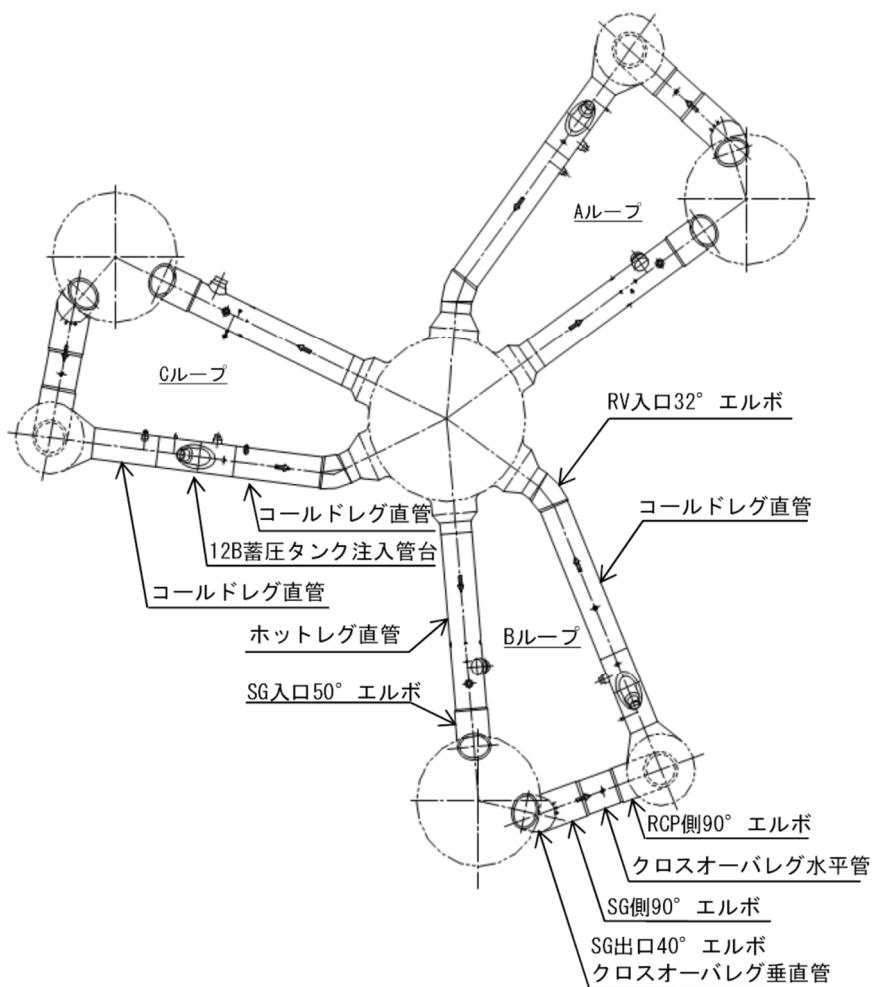 Aループ
Cループ
RV入口32°エルボ
コールドレグ直管
コールドレグ直管
12B蓄圧タンク注入管台
コールドレグ直管
ホットレグ直管
Bループ
SG入口50°エルボ
RCP側90°エルボ
クロスオーバレグ水平管
SG側90°エルボ
SG出口40°エルボ
クロスオーバレグ垂直管